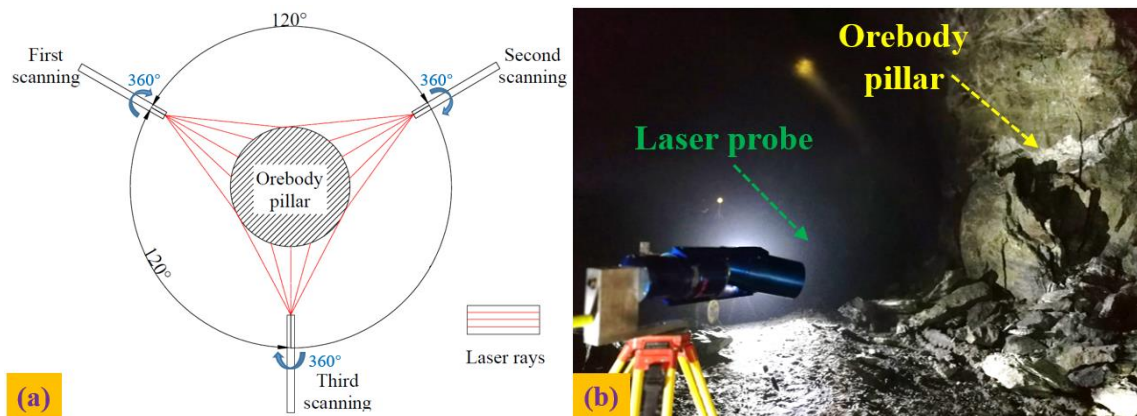 120°
First
scanning
360°
Second
scanning
360°
Orebody
pillar
120°
360°
Third
scanning
Laser rays
(a)
Orebody
pillar
Laser probe
(b)